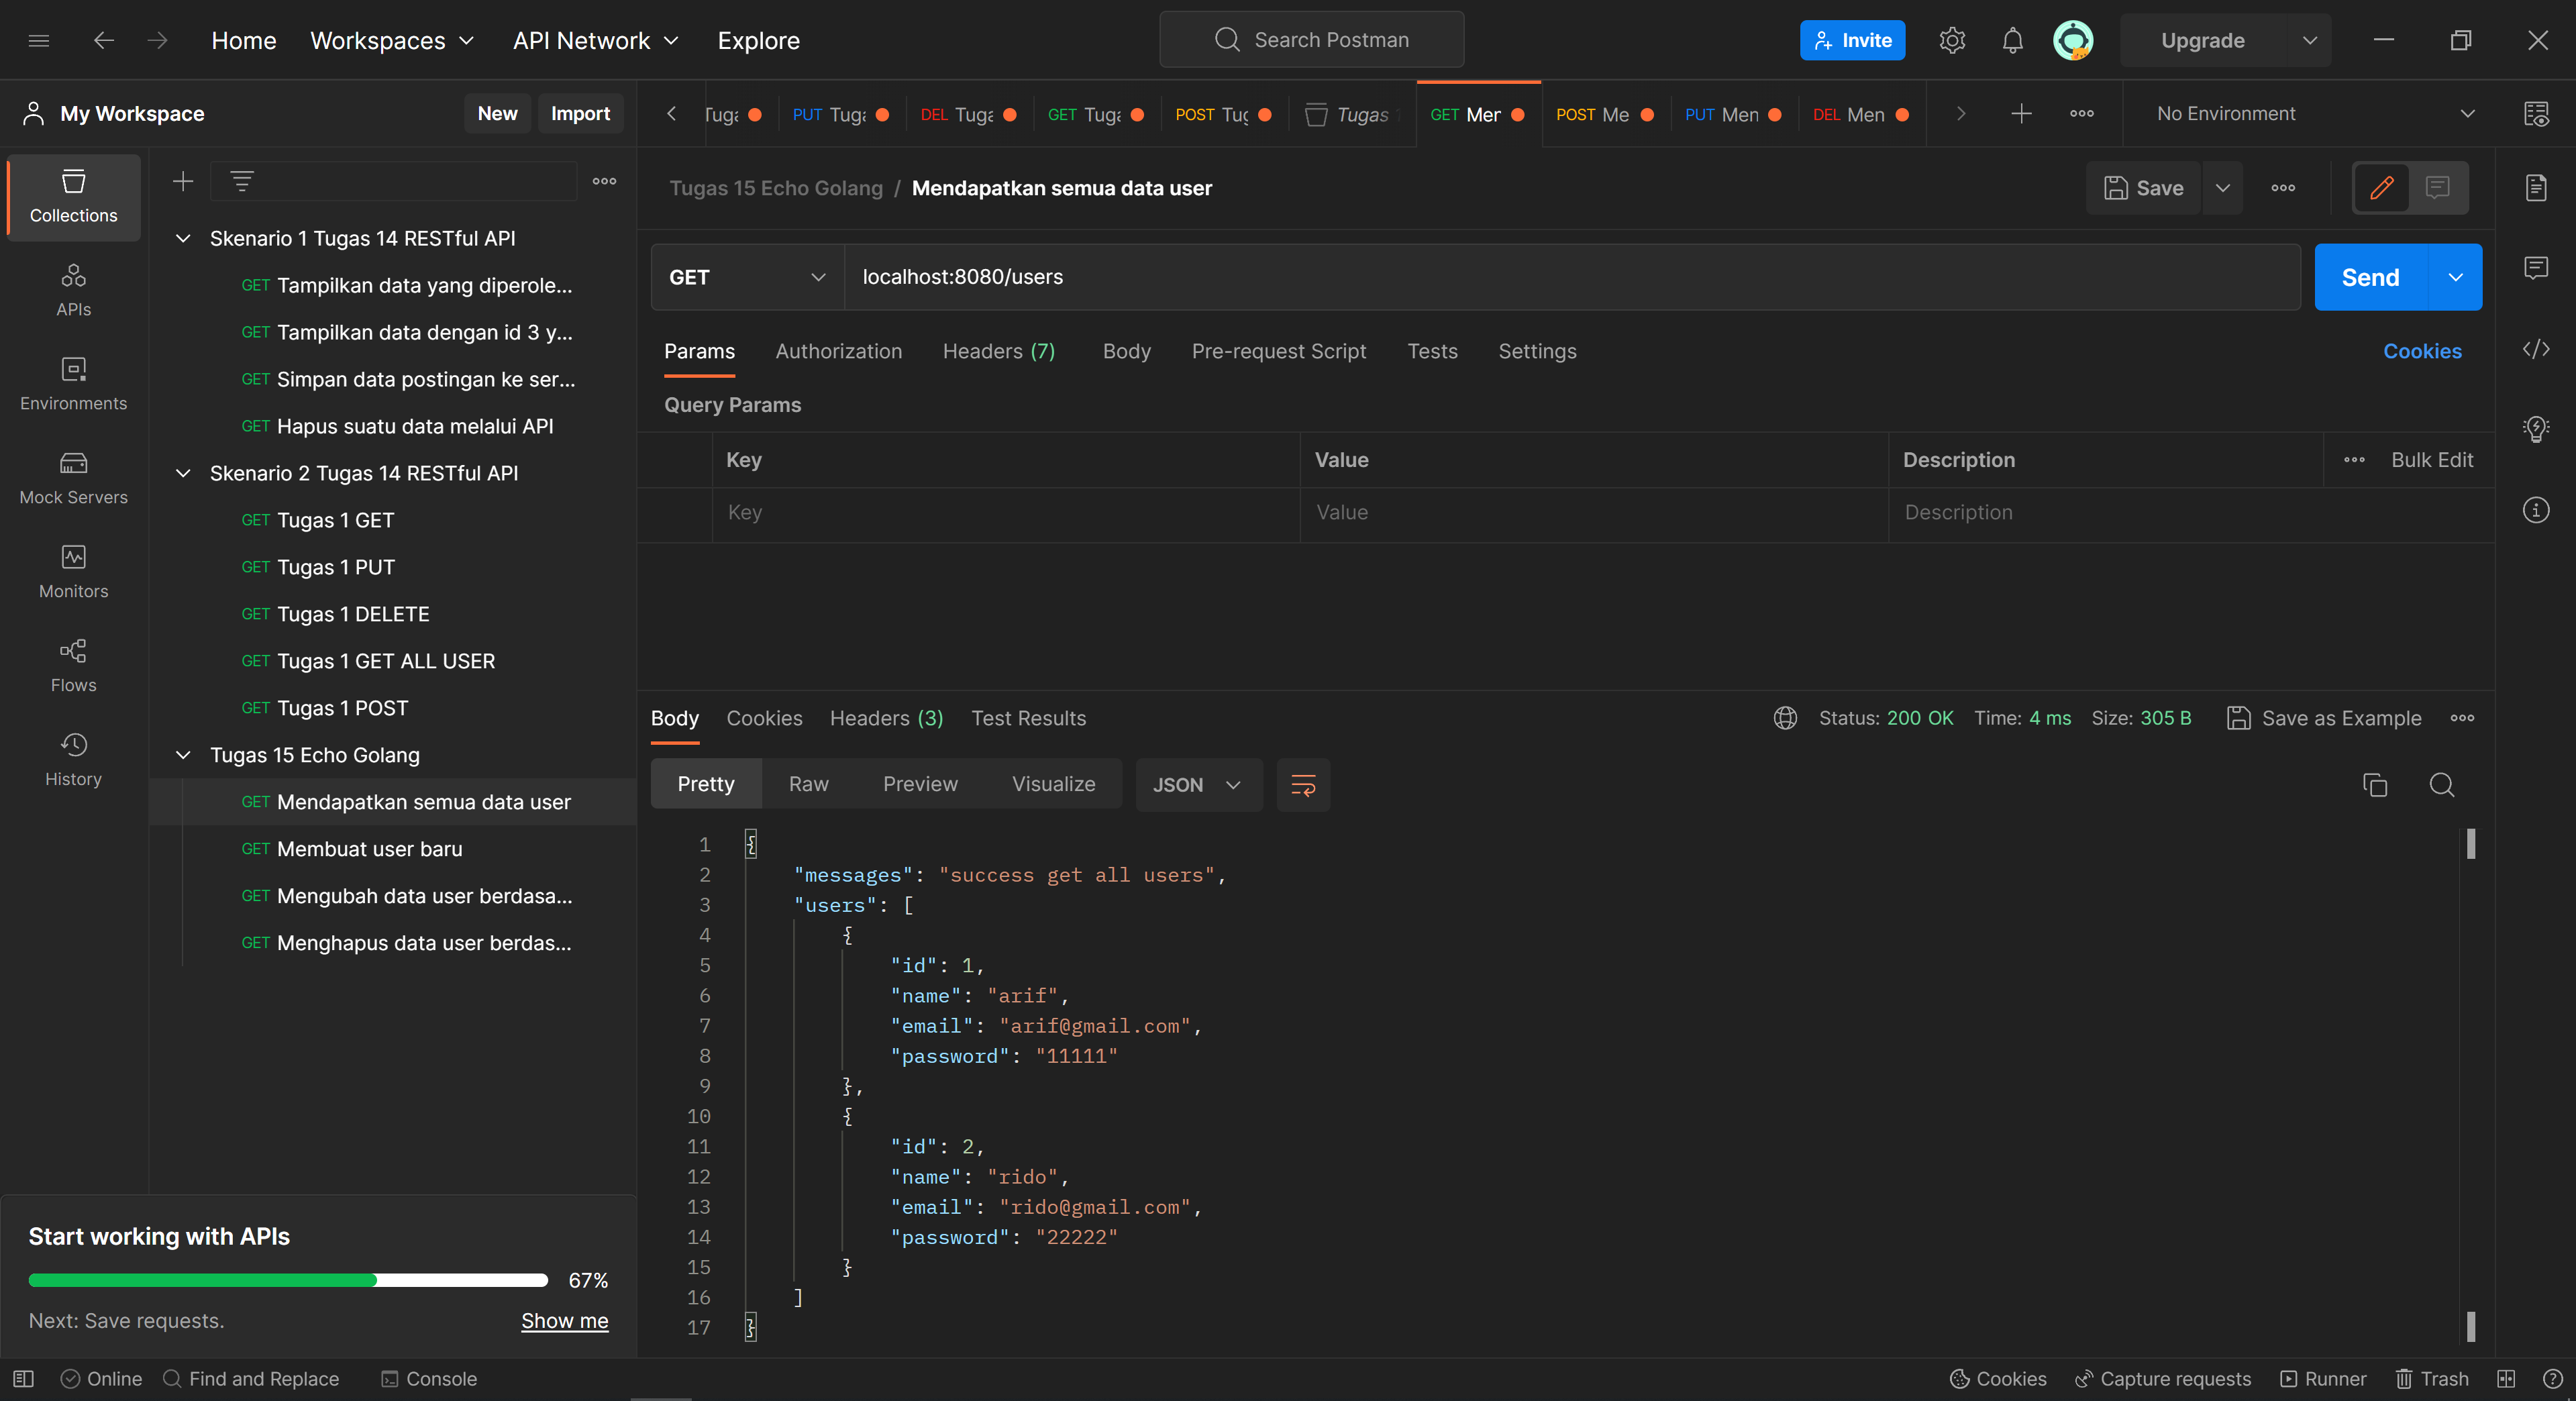 Home Workspaces API Network Explore Search Postman Invite Upgrade
My Workspace New Import
Tuga PUT Tuga DEL Tuga GET Tuga POST Tug Tugas GET Mer POST Me PUT Men DEL Men No Environment
Collections
APIs
Environments
Mock Servers
Monitors
Flows
History
Skenario 1 Tugas 14 RESTful API
GET Tampilkan data yang diperole...
GET Tampilkan data dengan id 3 y...
GET Simpan data postingan ke ser...
GET Hapus suatu data melalui API
Skenario 2 Tugas 14 RESTful API
GET Tugas 1 GET
GET Tugas 1 PUT
GET Tugas 1 DELETE
GET Tugas 1 GET ALL USER
GET Tugas 1 POST
Tugas 15 Echo Golang
GET Mendapatkan semua data user
GET Membuat user baru
GET Mengubah data user berdasa...
GET Menghapus data user berdas...
Start working with APIs
67%
Next: Save requests. Show me
Tugas 15 Echo Golang / Mendapatkan semua data user Save
GET localhost:8080/users Send
Params Authorization Headers (7) Body Pre-request Script Tests Settings Cookies
Query Params
Key Value Description Bulk Edit
Key Value Description
Body Cookies Headers (3) Test Results Status: 200 OK Time: 4 ms Size: 305 B Save as Example
Pretty Raw Preview Visualize JSON
1 {
2 "messages": "success get all users",
3 "users": [
4 {
5 "id": 1,
6 "name": "arif",
7 "email": "arif@gmail.com",
8 "password": "11111"
9 },
10 {
11 "id": 2,
12 "name": "rido",
13 "email": "rido@gmail.com",
14 "password": "22222"
15 }
16 ]
17 }
Online Find and Replace Console Cookies Capture requests Runner Trash